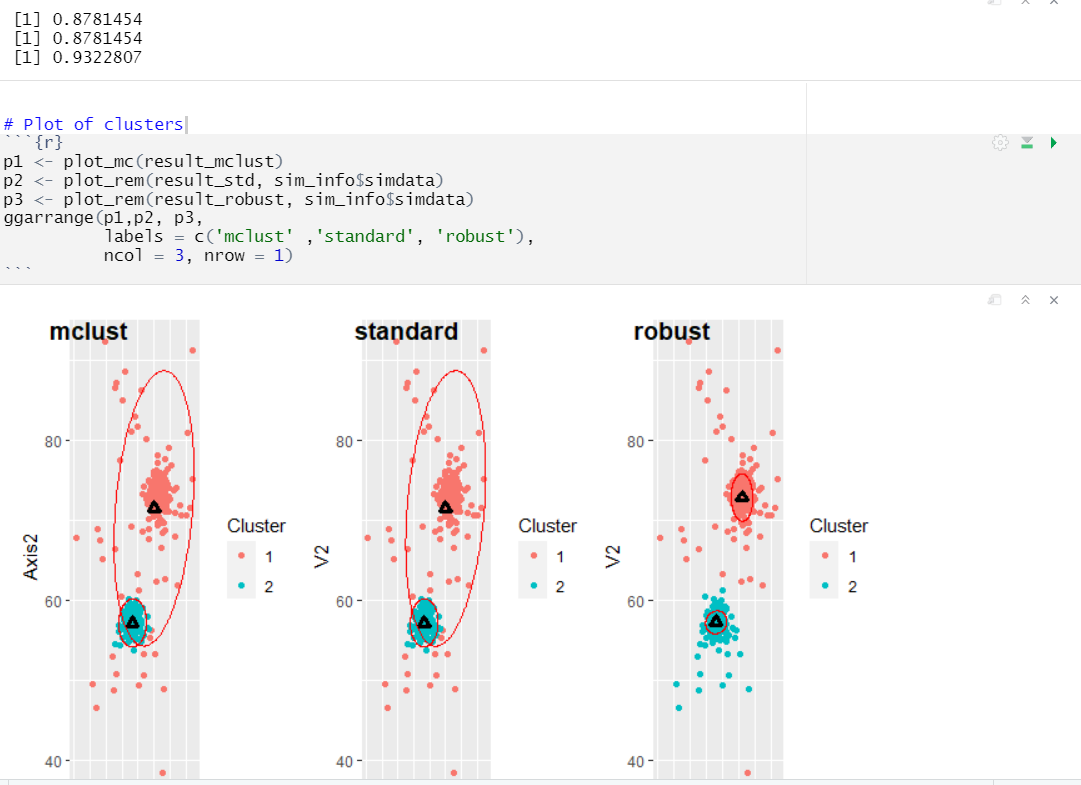 [1] 0.8781454
[1] 0.8781454
[1] 0.9322807
# Plot of clusters
```{r}
p1 <- plot_mc(result_mclust)
p2 <- plot_rem(result_std, sim_info$simdata)
p3 <- plot_rem(result_robust, sim_info$simdata)
ggarrange(p1,p2, p3,
labels = c('mclust' ,'standard', 'robust'),
ncol = 3, nrow = 1)
```
mclust
80
60
40
Axis2
Cluster
1
2
standard
80
60
40
V2
Cluster
1
2
robust
80
60
40
V2
Cluster
1
2